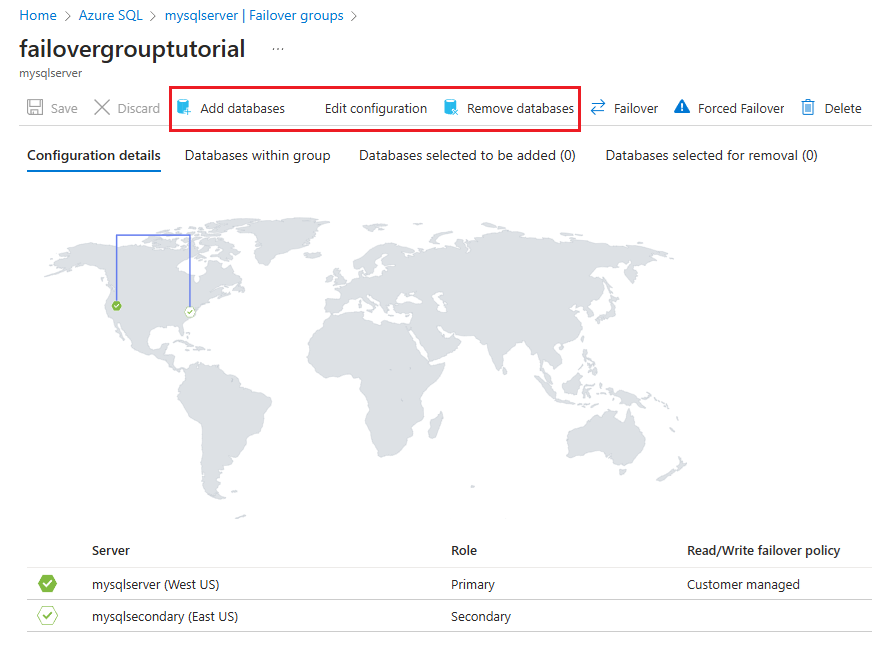 Home > Azure SQL > mysqlserver | Failover groups >
failovergrouptutorial ...
mysqlserver
Save Discard Add databases Edit configuration Remove databases Failover Forced Failover Delete
Configuration details Databases within group Databases selected to be added (0) Databases selected for removal (0)
Server Role Read/Write failover policy
mysqlserver (West US) Primary Customer managed
mysqlsecondary (East US) Secondary